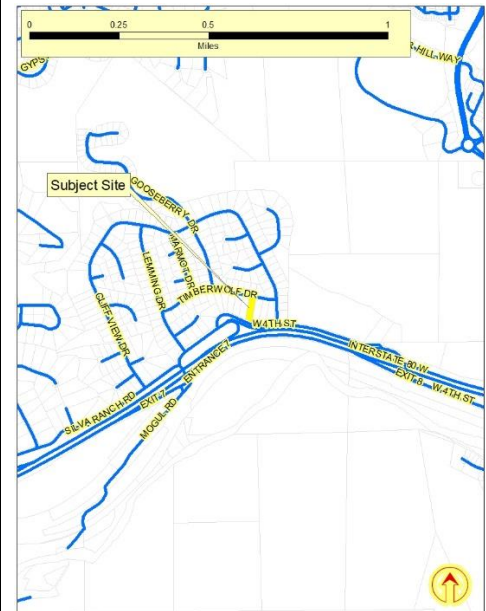 0 0.25 0.5 1
Miles
GYPS
R HILL WAY
Subject Site
GOOSEBERRY DR
MARMOT DR
LEMMING DR
TIMBERWOLF DR
CLIFF VIEW DR
W 4TH ST
INTERSTATE 80 W
ENTRANCE 7
EXIT 8 W 4TH ST
EXIT 7
SILVA RANCH RD
MOGUL RD